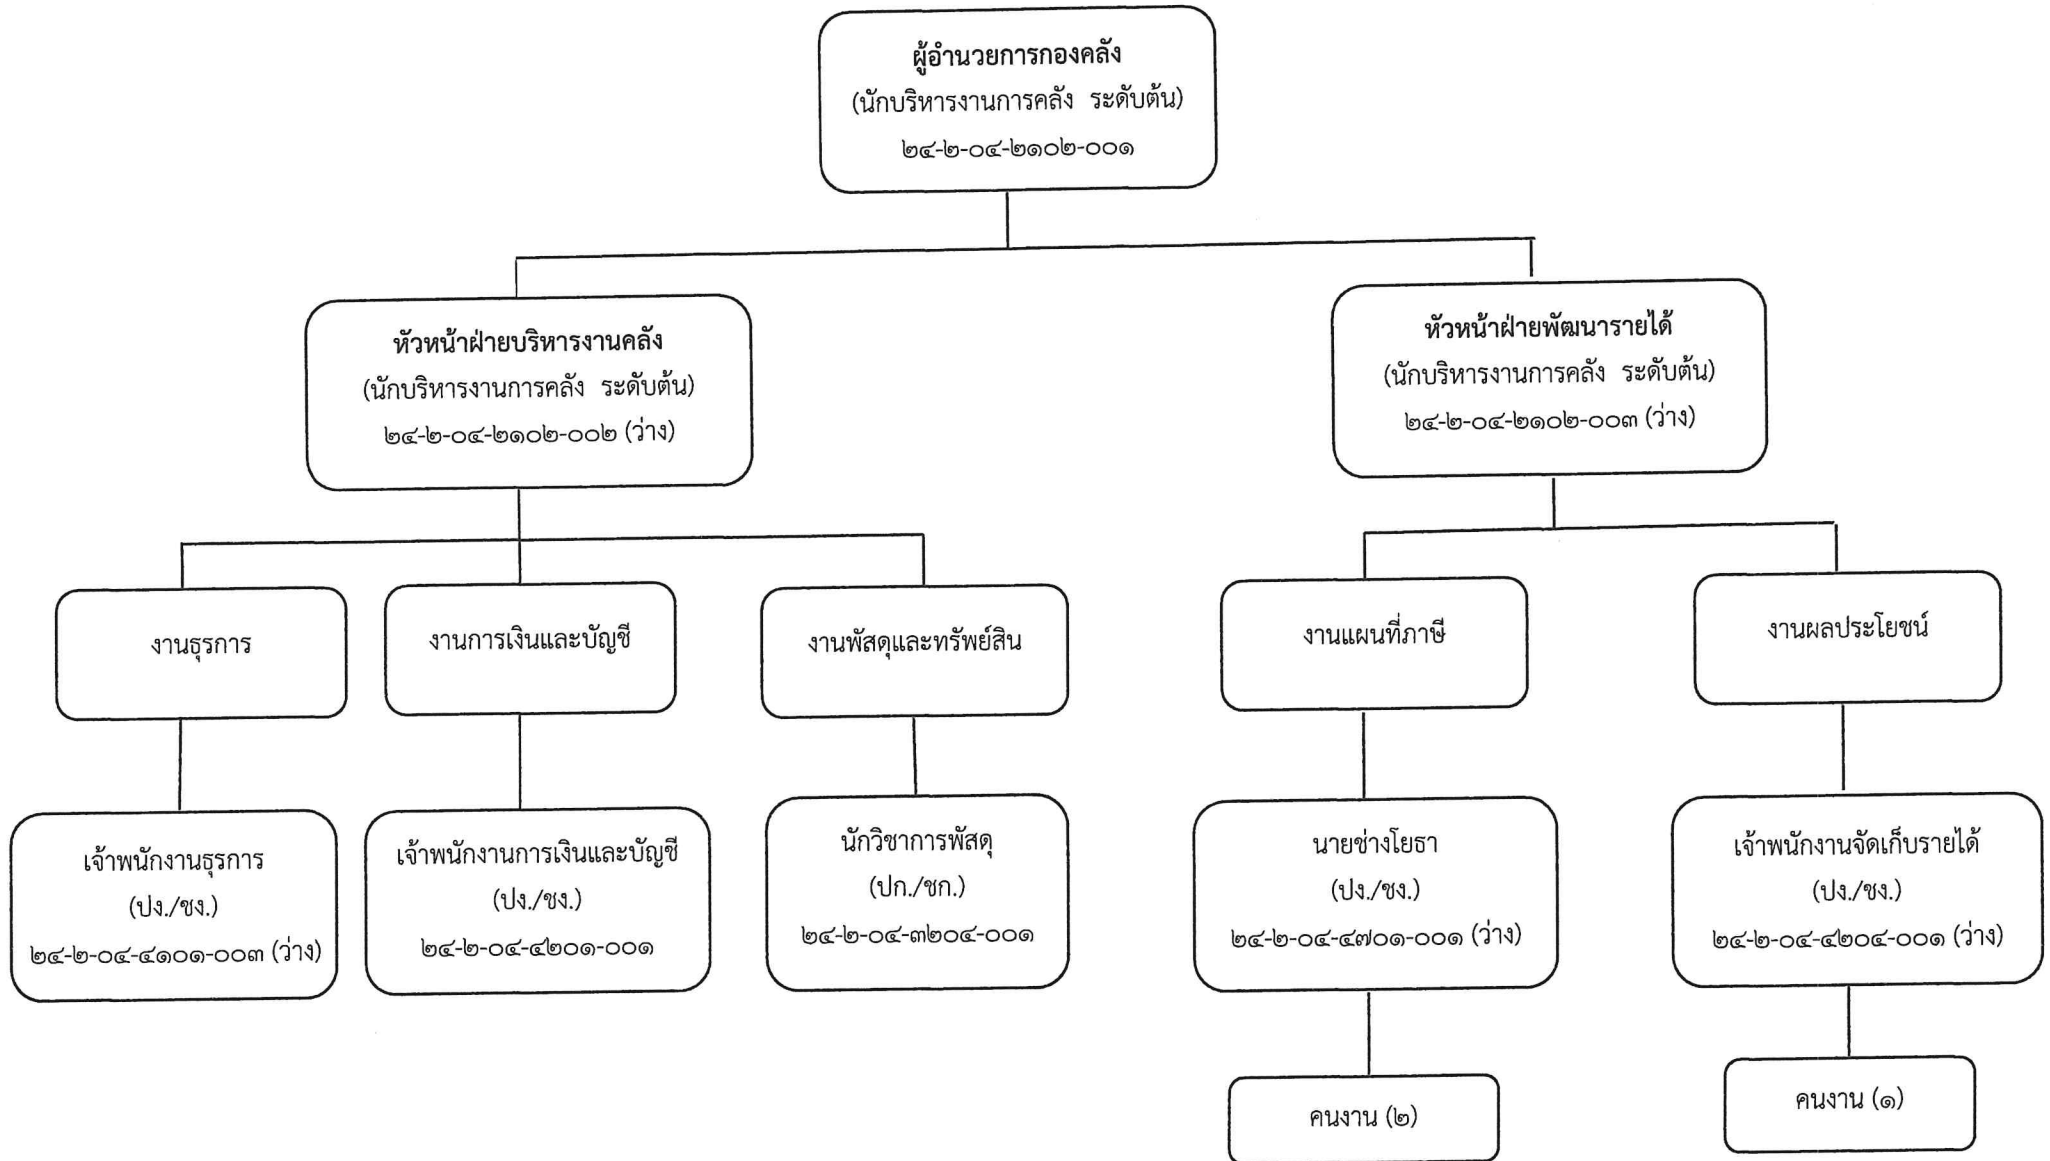 ผู้อำนวยการกองคลัง
(นักบริหารงานการคลัง ระดับต้น)
๒๔-๒-๐๔-๒๑๐๒-๐๐๑
หัวหน้าฝ่ายบริหารงานคลัง
(นักบริหารงานการคลัง ระดับต้น)
๒๔-๒-๐๔-๒๑๐๒-๐๐๒ (ว่าง)
หัวหน้าฝ่ายพัฒนารายได้
(นักบริหารงานการคลัง ระดับต้น)
๒๔-๒-๐๔-๒๑๐๒-๐๐๓ (ว่าง)
งานธุรการ
งานการเงินและบัญชี
งานพัสดุและทรัพย์สิน
งานแผนที่ภาษี
งานผลประโยชน์
เจ้าพนักงานธุรการ
(ปง./ชง.)
๒๔-๒-๐๔-๔๑๐๑-๐๐๓ (ว่าง)
เจ้าพนักงานการเงินและบัญชี
(ปง./ชง.)
๒๔-๒-๐๔-๔๒๐๑-๐๐๑
นักวิชาการพัสดุ
(ปก./ชก.)
๒๔-๒-๐๔-๓๒๐๔-๐๐๑
นายช่างโยธา
(ปง./ชง.)
๒๔-๒-๐๔-๔๗๐๑-๐๐๑ (ว่าง)
เจ้าพนักงานจัดเก็บรายได้
(ปง./ชง.)
๒๔-๒-๐๔-๔๒๐๔-๐๐๑ (ว่าง)
คนงาน (๒)
คนงาน (๑)